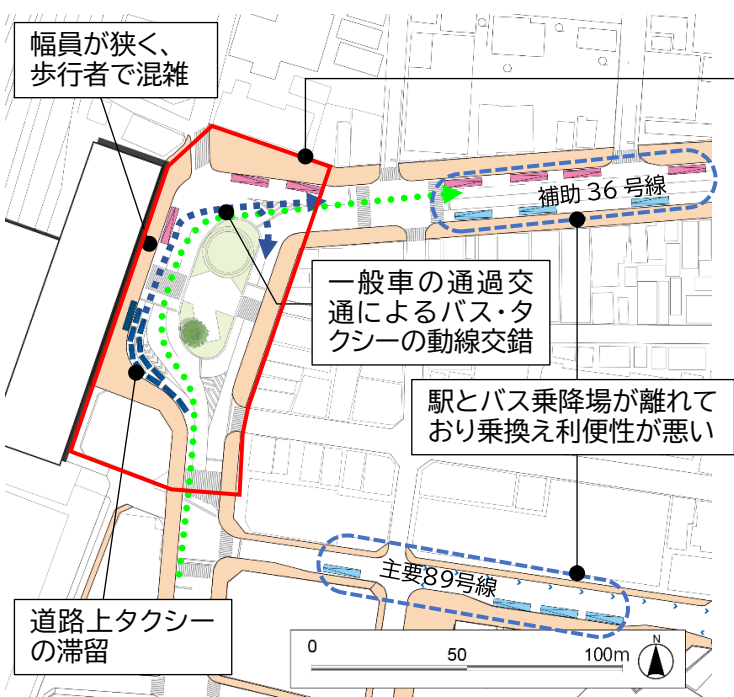 幅員が狭く、
歩行者で混雑
補助36号線
一般車の通過交
通によるバス・タ
クシーの動線交錯
駅とバス乗降場が離れて
おり乗換え利便性が悪い
主要89号線
道路上タクシー
の滞留
0 50 100m
N